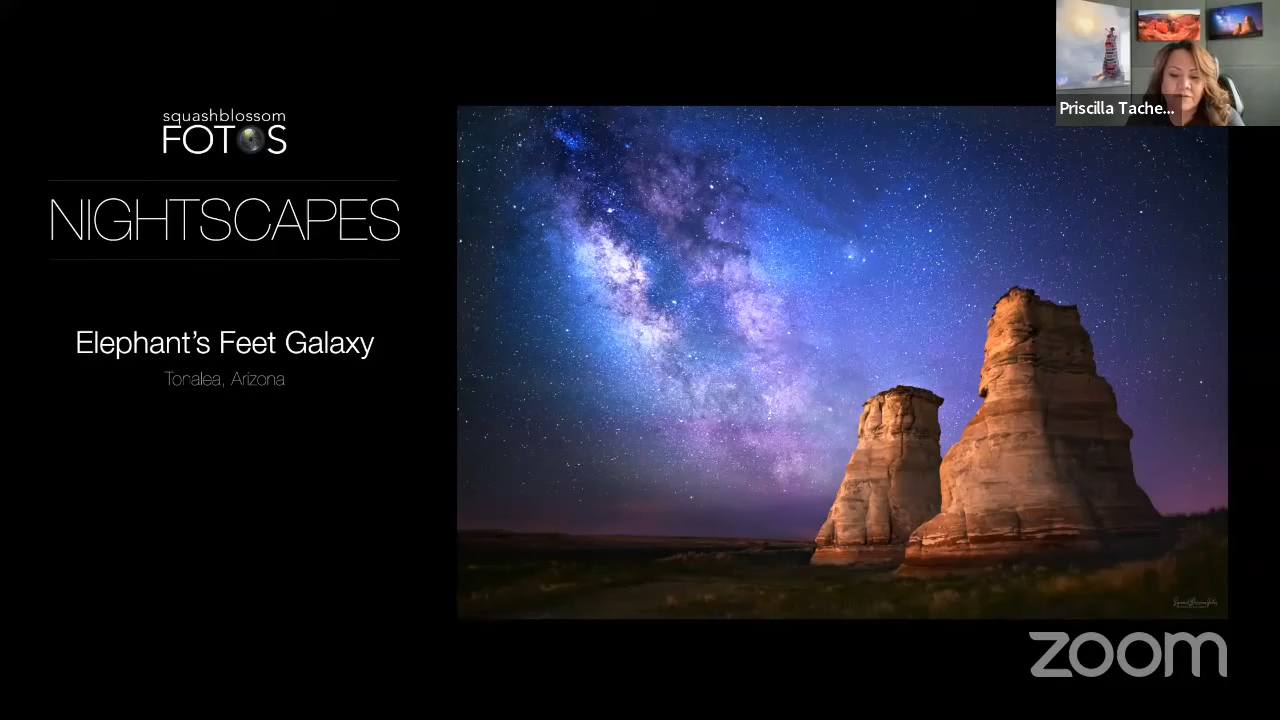 squashblossom
FOTOS
NIGHTSCAPES
Elephant's Feet Galaxy
Tonalea, Arizona
Priscilla Tache...
zoom